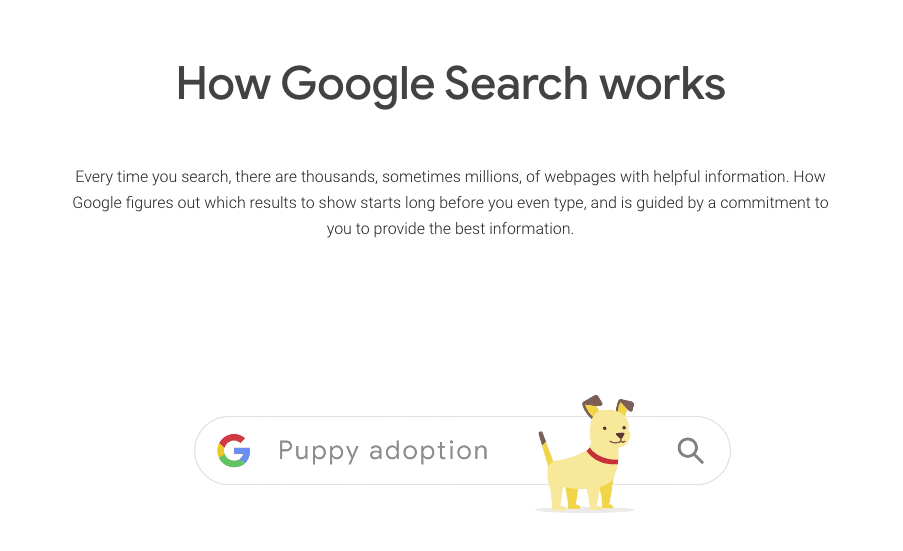 How Google Search works
Every time you search, there are thousands, sometimes millions, of webpages with helpful information. How
Google figures out which results to show starts long before you even type, and is guided by a commitment to
you to provide the best information.
G Puppy adoption